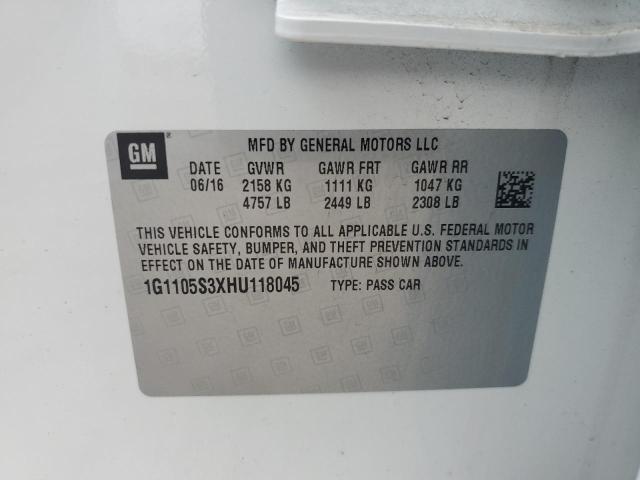 GM
MFD BY GENERAL MOTORS LLC
DATE GVWR GAWR FRT GAWR RR
06/16 2158 KG 1111 KG 1047 KG
4757 LB 2449 LB 2308 LB
THIS VEHICLE CONFORMS TO ALL APPLICABLE U.S. FEDERAL MOTOR
VEHICLE SAFETY, BUMPER, AND THEFT PREVENTION STANDARDS IN
EFFECT ON THE DATE OF MANUFACTURE SHOWN ABOVE.
1G1105S3XHU118045 TYPE: PASS CAR